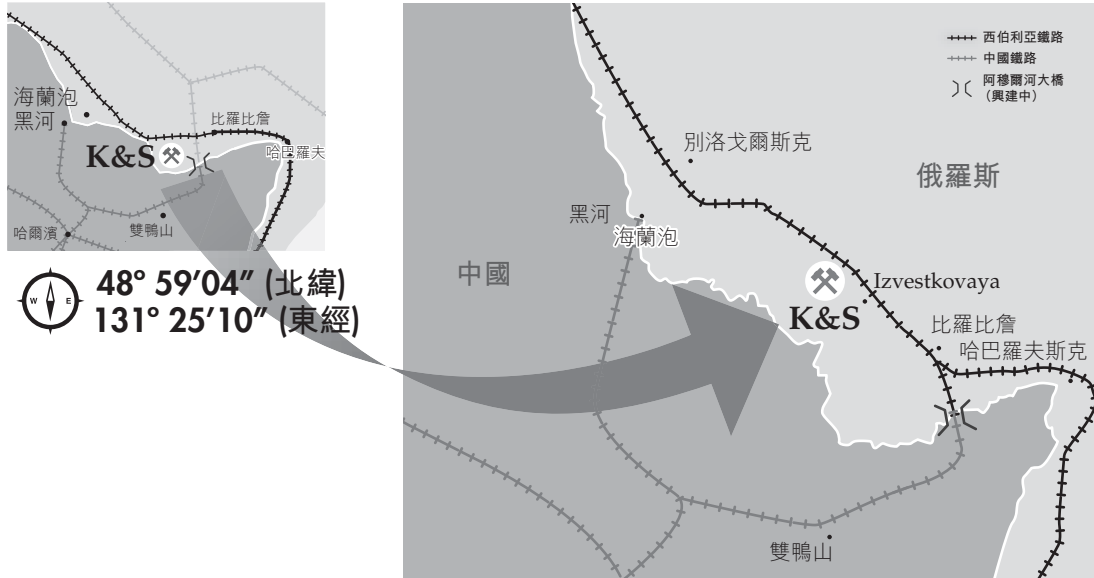 海蘭泡
黑河
比羅比詹
K&S
哈巴羅夫
哈爾濱
雙鴨山
W E
48° 59′04″ (北緯)
131° 25′10″ (東經)
西伯利亞鐵路
中國鐵路
阿穆爾河大橋
(興建中)
別洛戈爾斯克
俄羅斯
黑河
海蘭泡
中國
Izvestkovaya
K&S
比羅比詹
哈巴羅夫斯克
雙鴨山